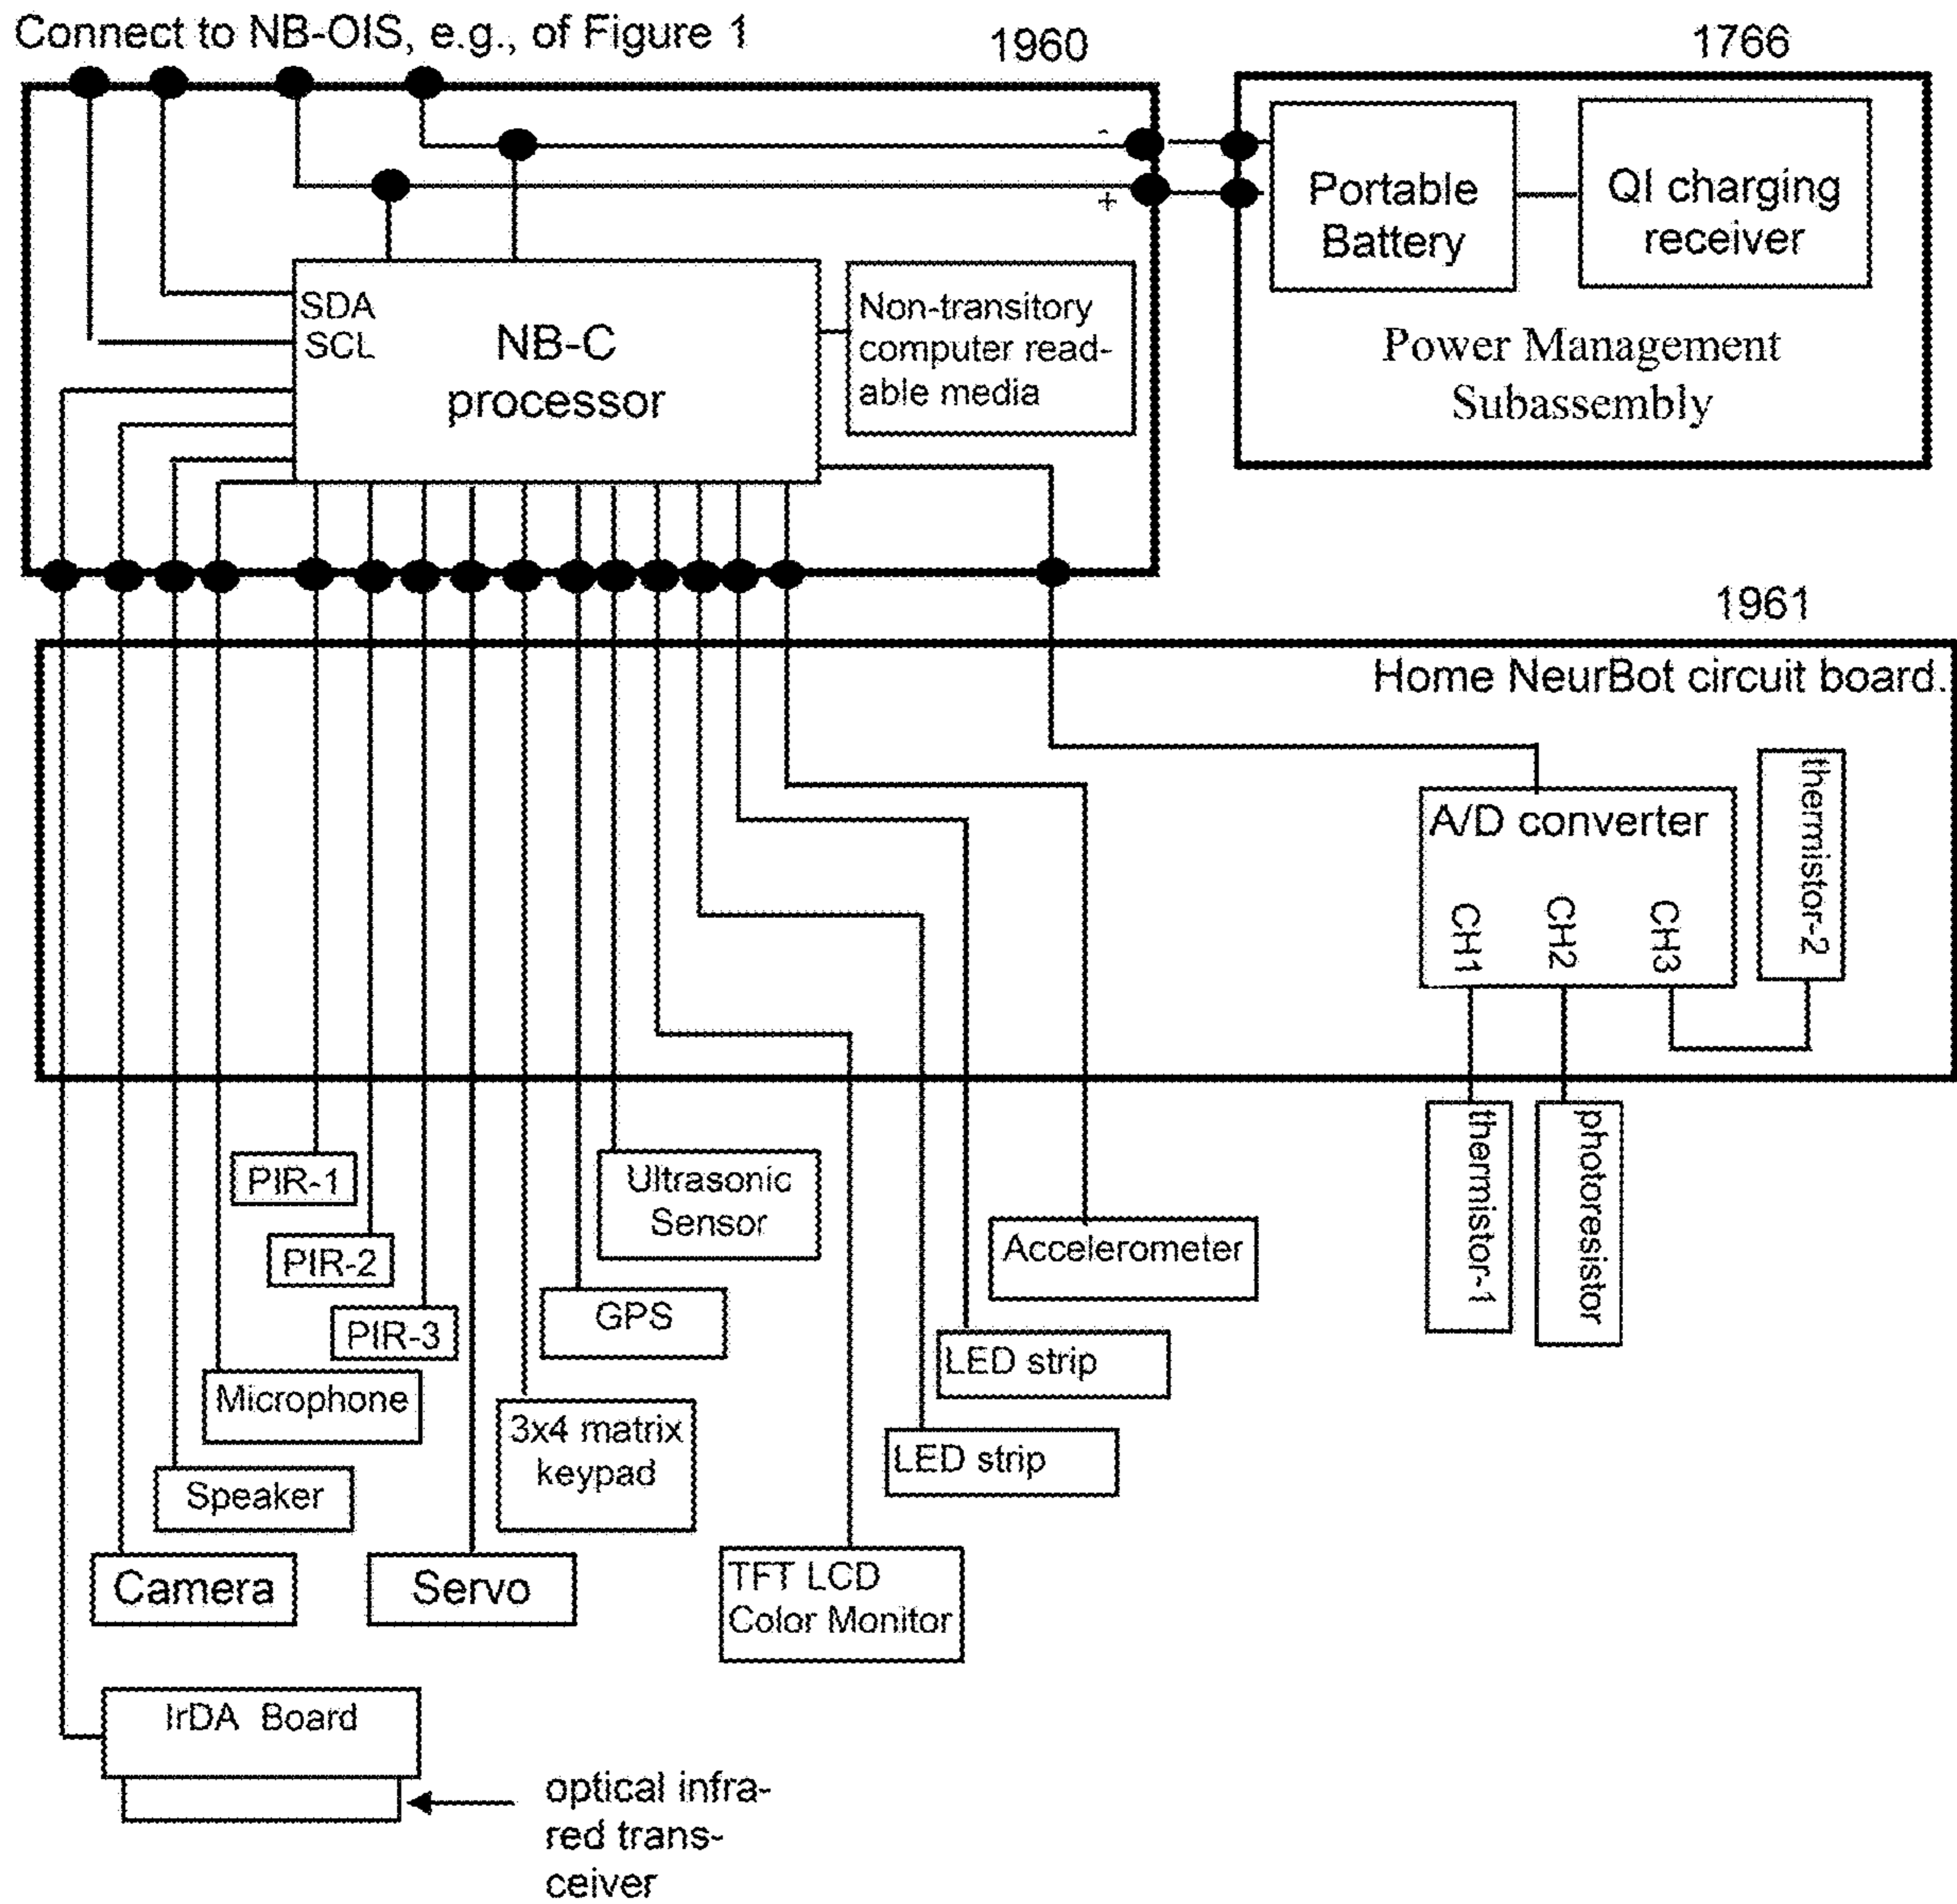 Connect to NB-OIS, e.g., of Figure 1
1960
1766
-
+
Portable
Battery
QI charging
receiver
Power Management
Subassembly
SDA
SCL
NB-C
processor
Non-transitory
computer read-
able media
1961
Home NeurBot circuit board.
A/D converter
CH1
CH2
CH3
thermistor-2
thermistor-1
photoresistor
PIR-1
PIR-2
PIR-3
Ultrasonic
Sensor
Accelerometer
GPS
LED strip
Microphone
3x4 matrix
keypad
LED strip
Speaker
Camera
Servo
TFT LCD
Color Monitor
IrDA Board
optical infra-
red trans-
ceiver